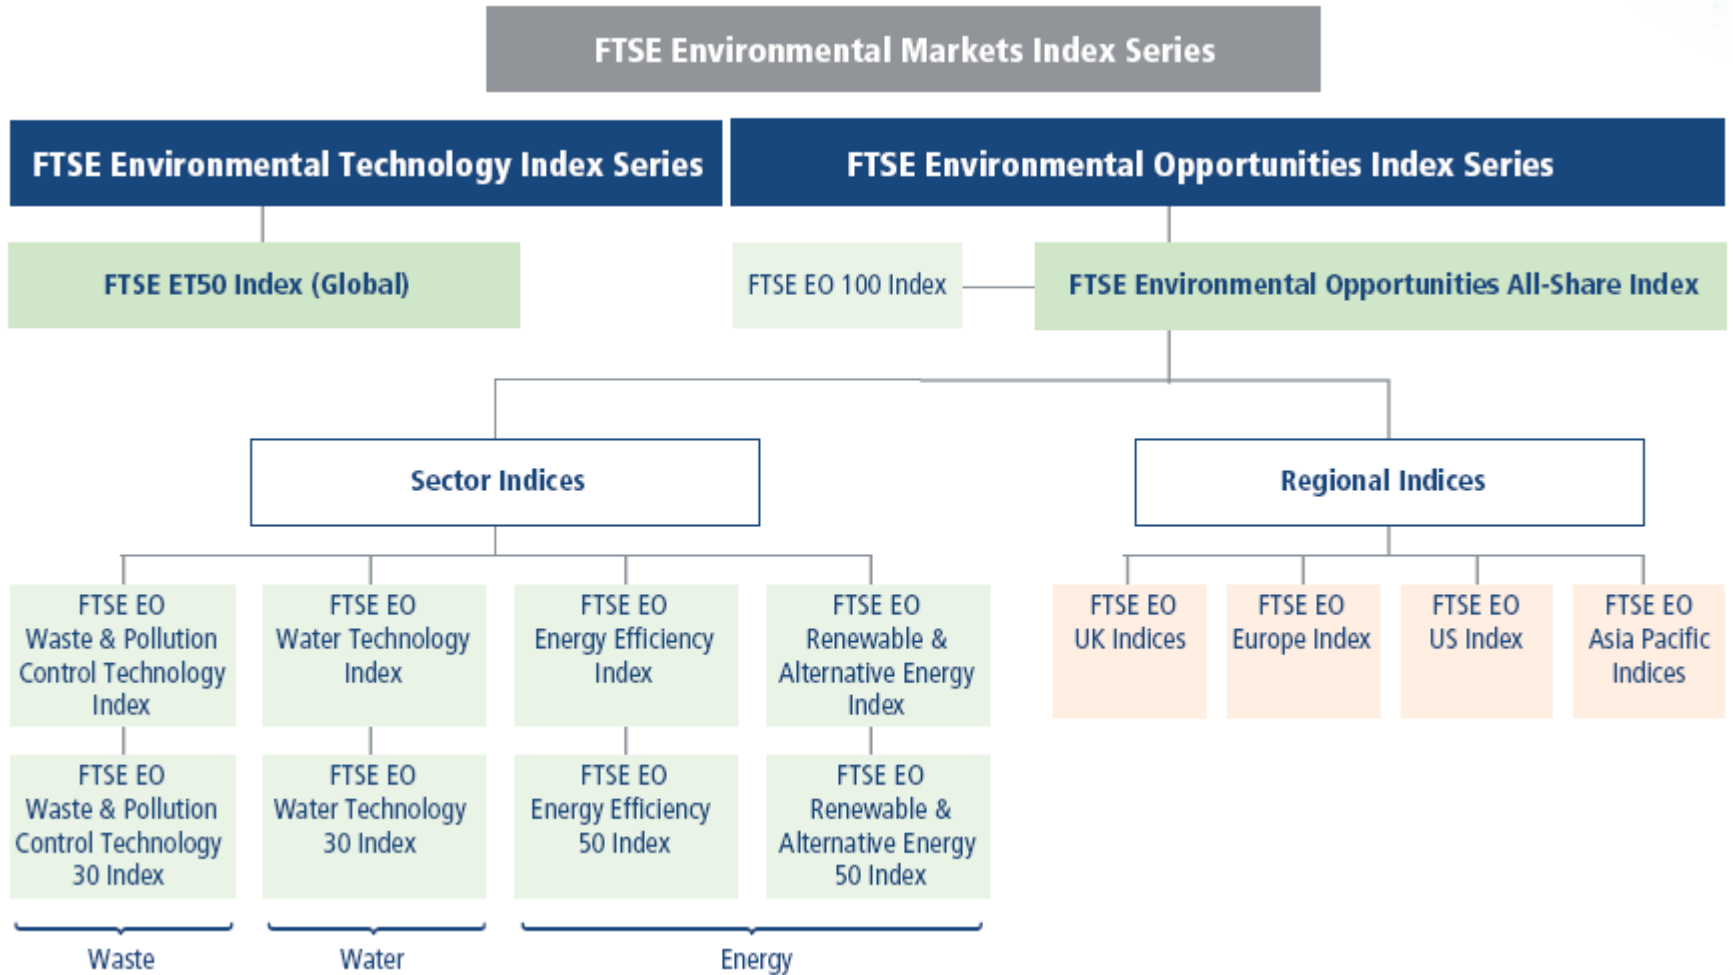 FTSE Environmental Markets Index Series
FTSE Environmental Technology Index Series
FTSE Environmental Opportunities Index Series
FTSE ET50 Index (Global)
FTSE EO 100 Index
FTSE Environmental Opportunities All-Share Index
Sector Indices
Regional Indices
FTSE EO
Waste & Pollution
Control Technology
Index
FTSE EO
Water Technology
Index
FTSE EO
Energy Efficiency
Index
FTSE EO
Renewable &
Alternative Energy
Index
FTSE EO
UK Indices
FTSE EO
Europe Index
FTSE EO
US Index
FTSE EO
Asia Pacific
Indices
FTSE EO
Waste & Pollution
Control Technology
30 Index
FTSE EO
Water Technology
30 Index
FTSE EO
Energy Efficiency
50 Index
FTSE EO
Renewable &
Alternative Energy
50 Index
Waste
Water
Energy